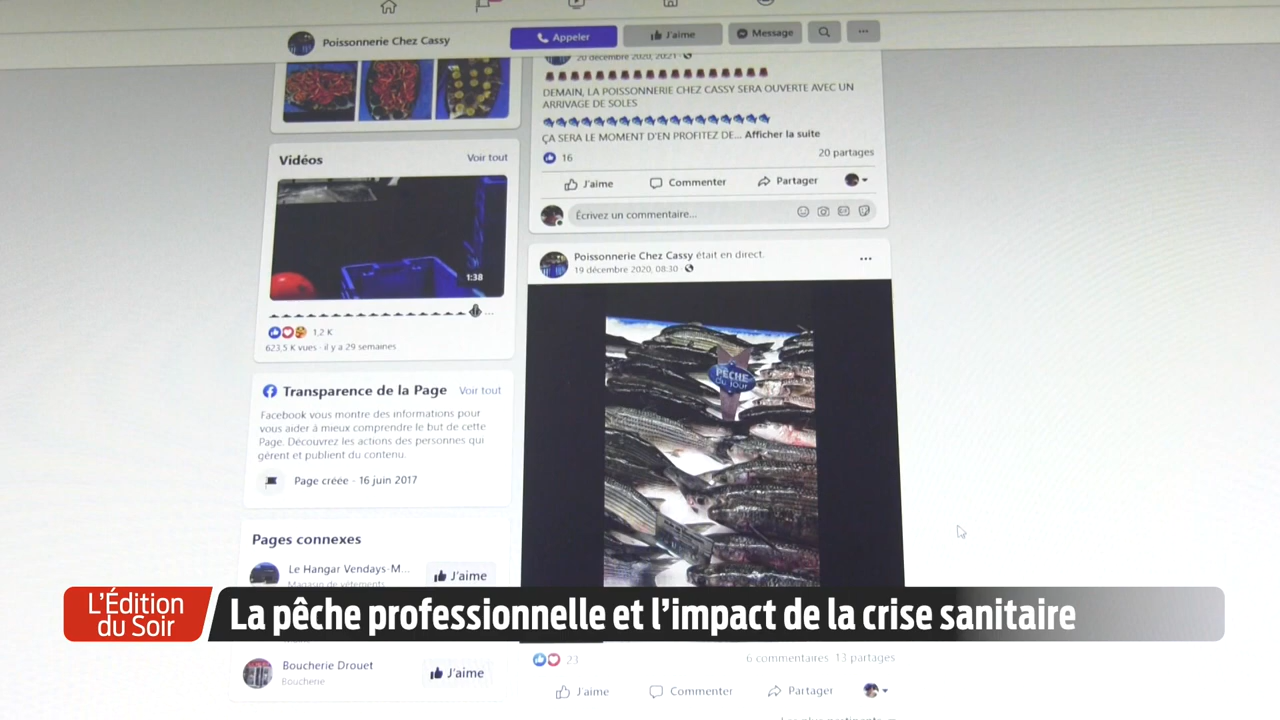 Poissonnerie Chez Cassy
Appeler
J'aime
Message
20 décembre 2020, 20:21
DEMAIN, LA POISSONNERIE CHEZ CASSY SERA OUVERTE AVEC UN
ARRIVAGE DE SOLES
ÇA SERA LE MOMENT D'EN PROFITEZ DE... Afficher la suite
16
20 partages
J'aime
Commenter
Partager
Écrivez un commentaire...
Vidéos
Voir tout
1:38
...
1,2 K
623,5 K vues · il y a 29 semaines
Transparence de la Page
Voir tout
Facebook vous montre des informations pour
vous aider à mieux comprendre le but de cette
Page. Découvrez les actions des personnes qui
gèrent et publient du contenu.
Page créée - 16 juin 2017
Pages connexes
Le Hangar Vendays-M...
Magasin de vêtements
J'aime
Boucherie Drouet
Boucherie
J'aime
Poissonnerie Chez Cassy était en direct.
19 décembre 2020, 08:30
PÊCHE
du JOUR
L'Édition
du Soir
La pêche professionnelle et l'impact de la crise sanitaire
23
6 commentaires 13 partages
J'aime
Commenter
Partager